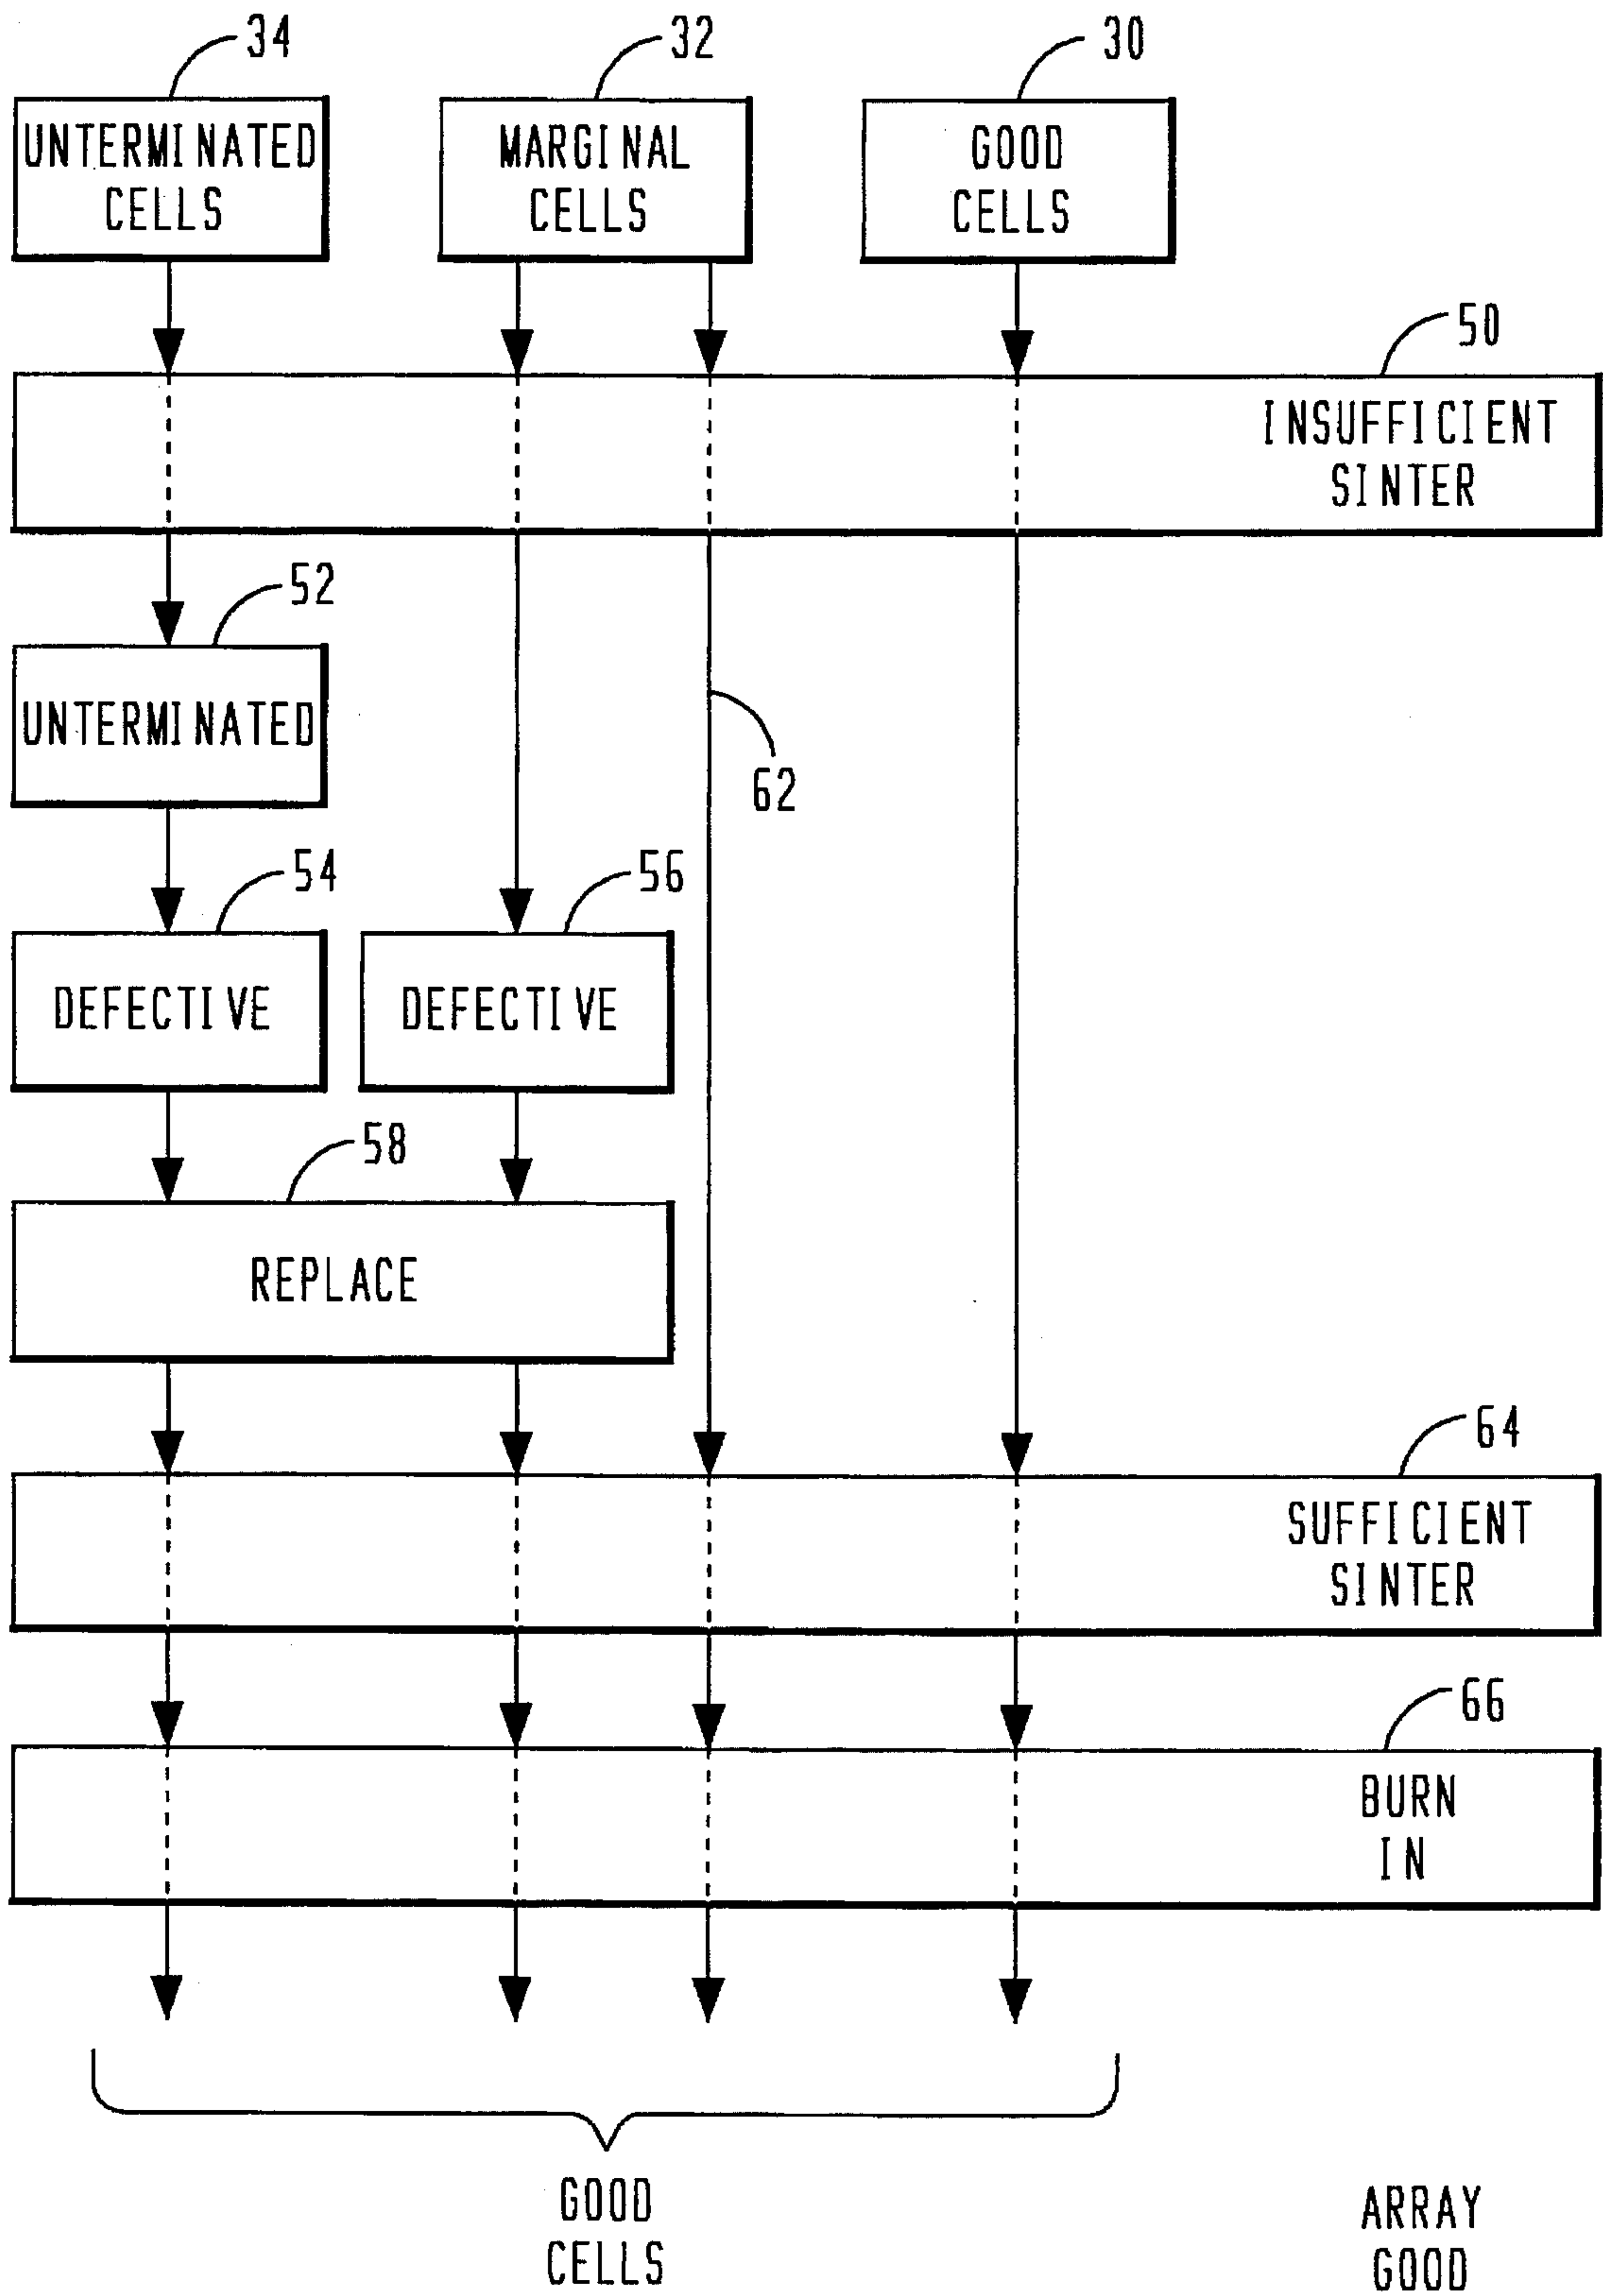 34
32
30
UNTERMINATED
CELLS
MARGINAL
CELLS
GOOD
CELLS
50
INSUFFICIENT
SINTER
52
UNTERMINATED
62
54
56
DEFECTIVE
DEFECTIVE
58
REPLACE
64
SUFFICIENT
SINTER
66
BURN
IN
GOOD
CELLS
ARRAY
GOOD